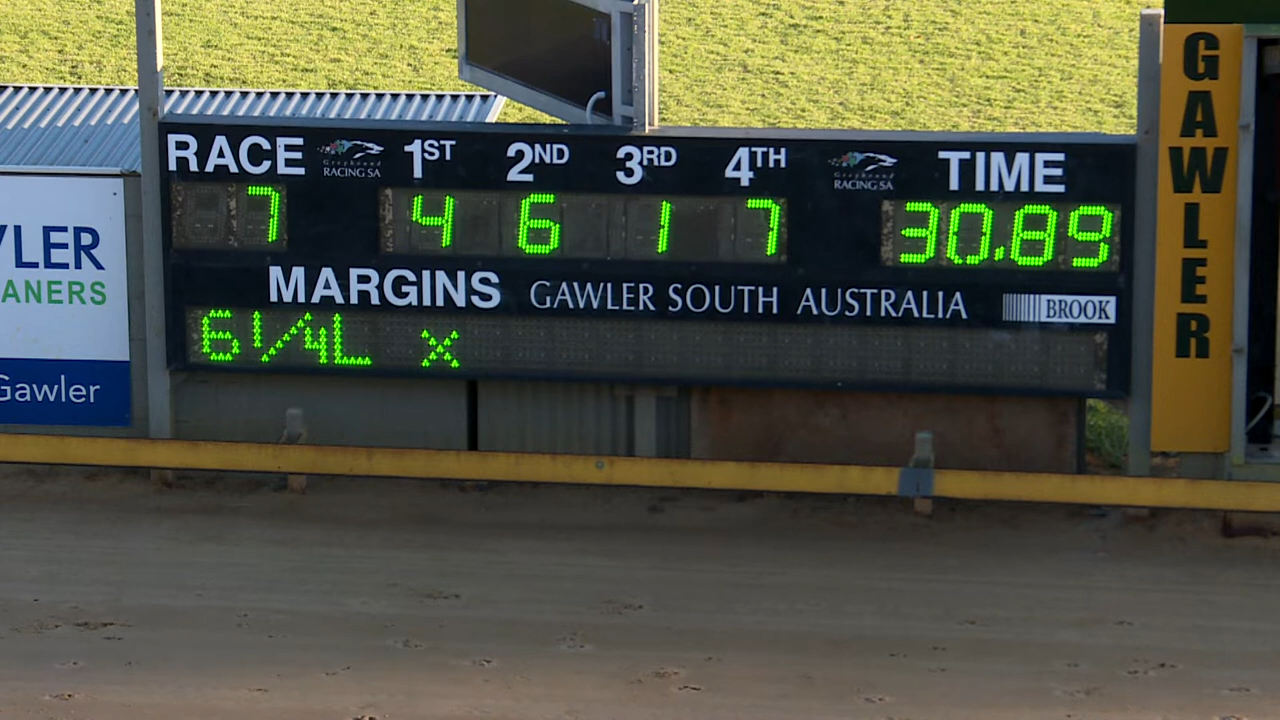 RACE Greyhound RACING SA 1ST 2ND 3RD 4TH Greyhound RACING SA TIME
7 4 6 1 7 30.89
MARGINS GAWLER SOUTH AUSTRALIA BROOK
6 1/4L x
GAWLER
LER
ANERS
Gawler